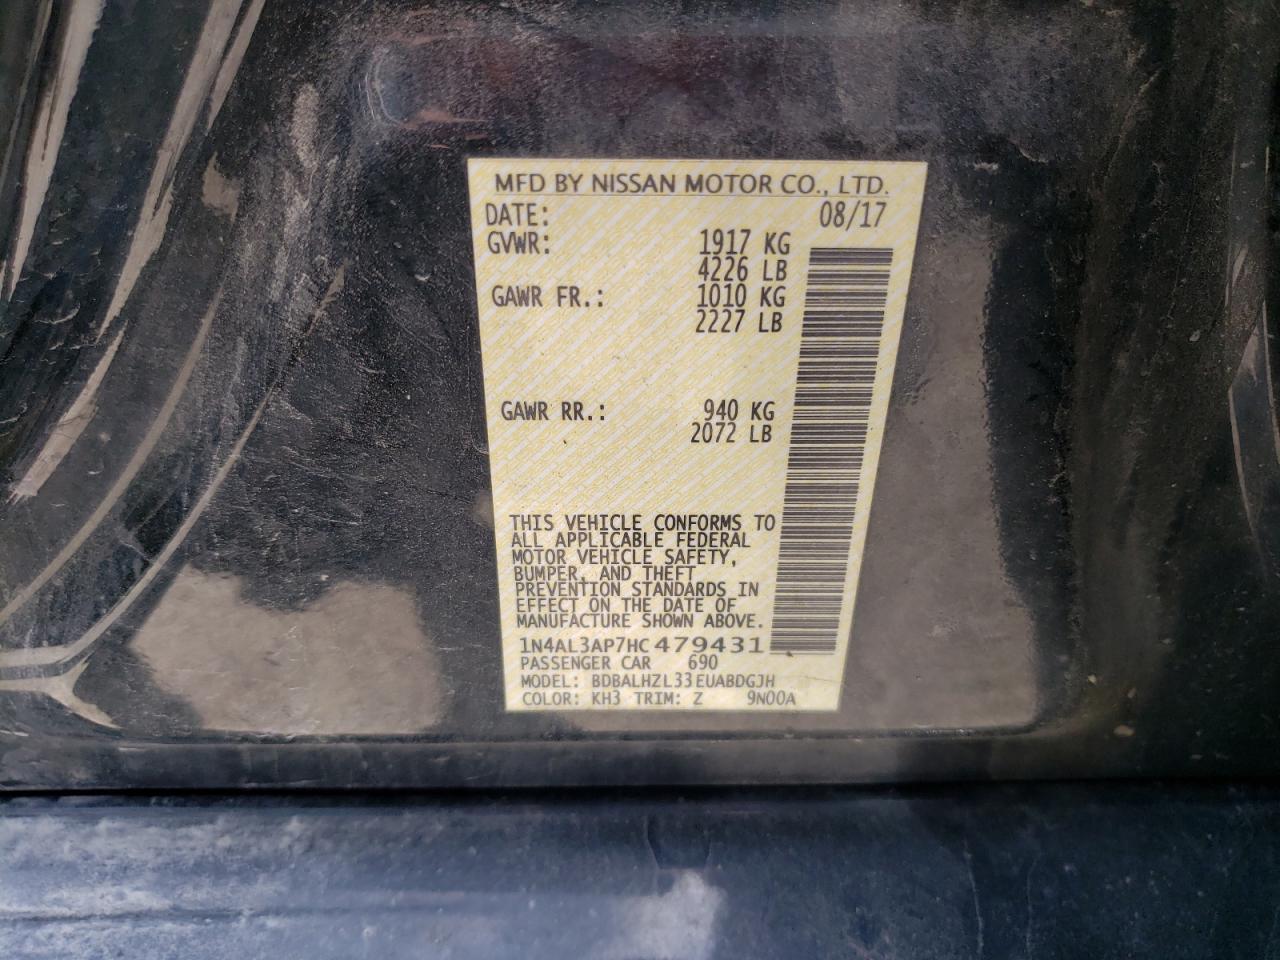 MFD BY NISSAN MOTOR CO., LTD.
DATE: 08/17
GVWR: 1917 KG
4226 LB
GAWR FR.: 1010 KG
2227 LB
GAWR RR.: 940 KG
2072 LB
THIS VEHICLE CONFORMS TO
ALL APPLICABLE FEDERAL
MOTOR VEHICLE SAFETY,
BUMPER, AND THEFT
PREVENTION STANDARDS IN
EFFECT ON THE DATE OF
MANUFACTURE SHOWN ABOVE.
1N4AL3AP7HC479431
PASSENGER CAR 690
MODEL: BDBALHZL33EUABDGJH
COLOR: KH3 TRIM: Z 9N00A